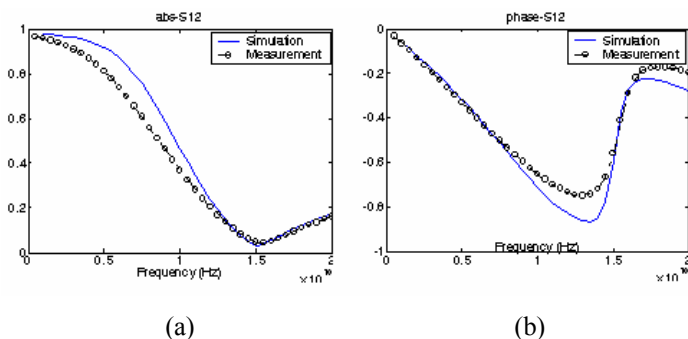 abs-S12
Simulation
Measurement
1
0.8
0.6
0.4
0.2
0
0
0.5
1
1.5
2
Frequency (Hz)
× 10¹⁰
(a)
phase-S12
Simulation
Measurement
0
-0.2
-0.4
-0.6
-0.8
-1
0
0.5
1
1.5
2
Frequency (Hz)
× 10¹⁰
(b)